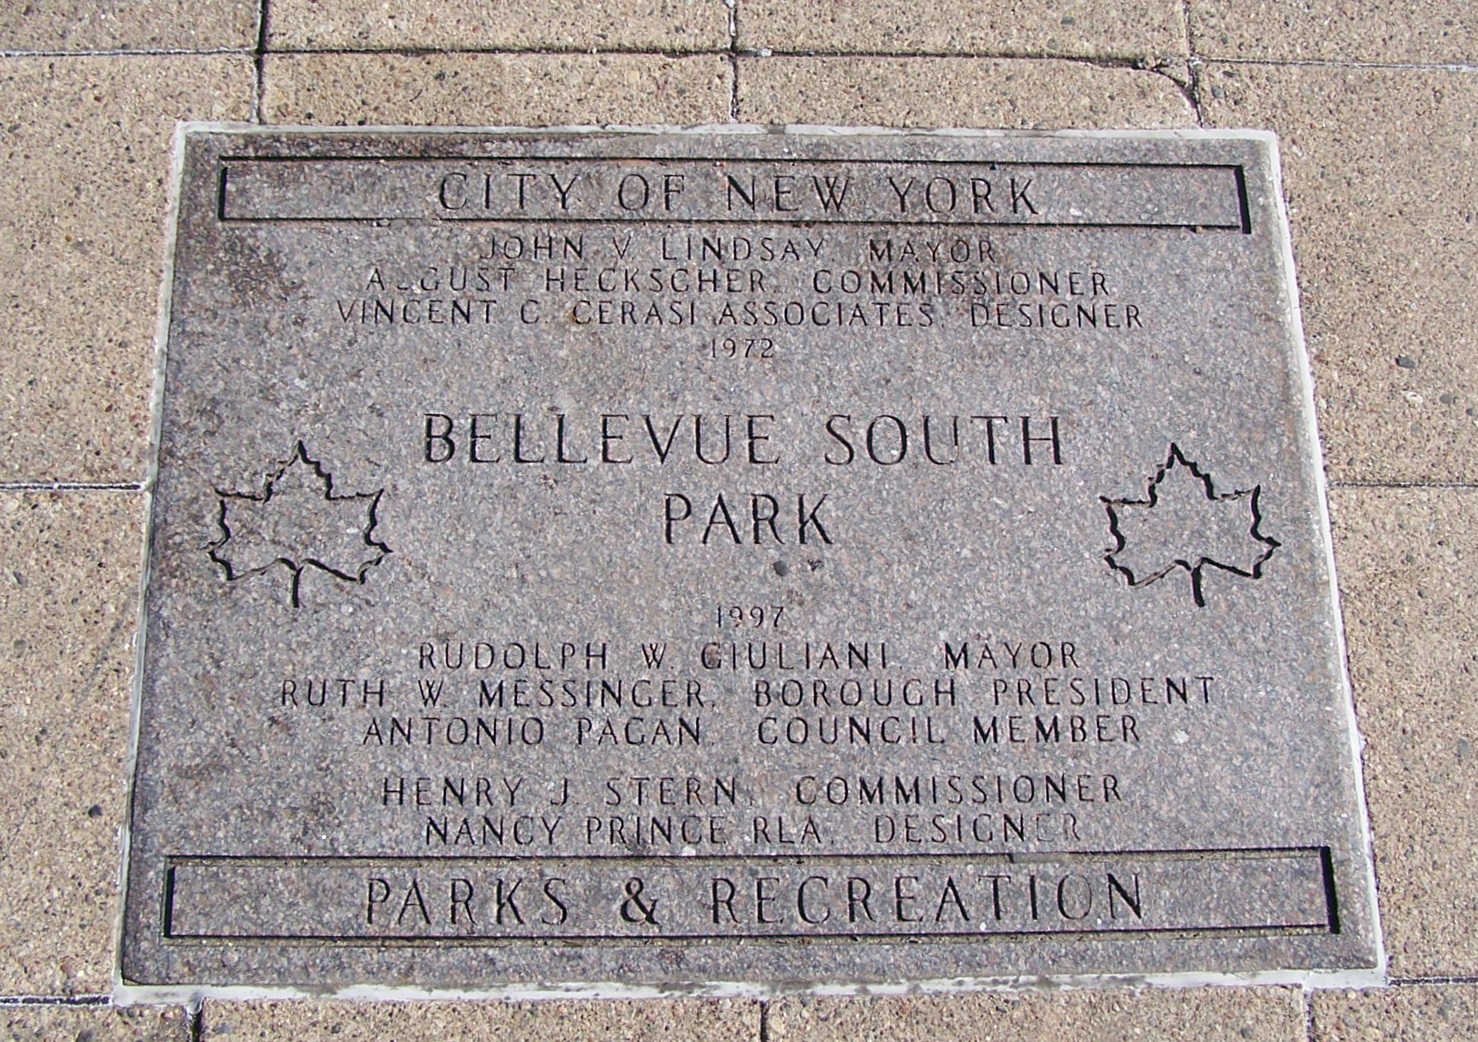 CITY OF NEW YORK
JOHN V. LINDSAY, MAYOR
AUGUST HECKSCHER, COMMISSIONER
VINCENT C. CERASI ASSOCIATES, DESIGNER
1972
BELLEVUE SOUTH
PARK
1997
RUDOLPH W. GIULIANI, MAYOR
RUTH W. MESSINGER, BOROUGH PRESIDENT
ANTONIO PAGAN, COUNCIL MEMBER
HENRY J. STERN, COMMISSIONER
NANCY PRINCE RLA, DESIGNER
PARKS & RECREATION